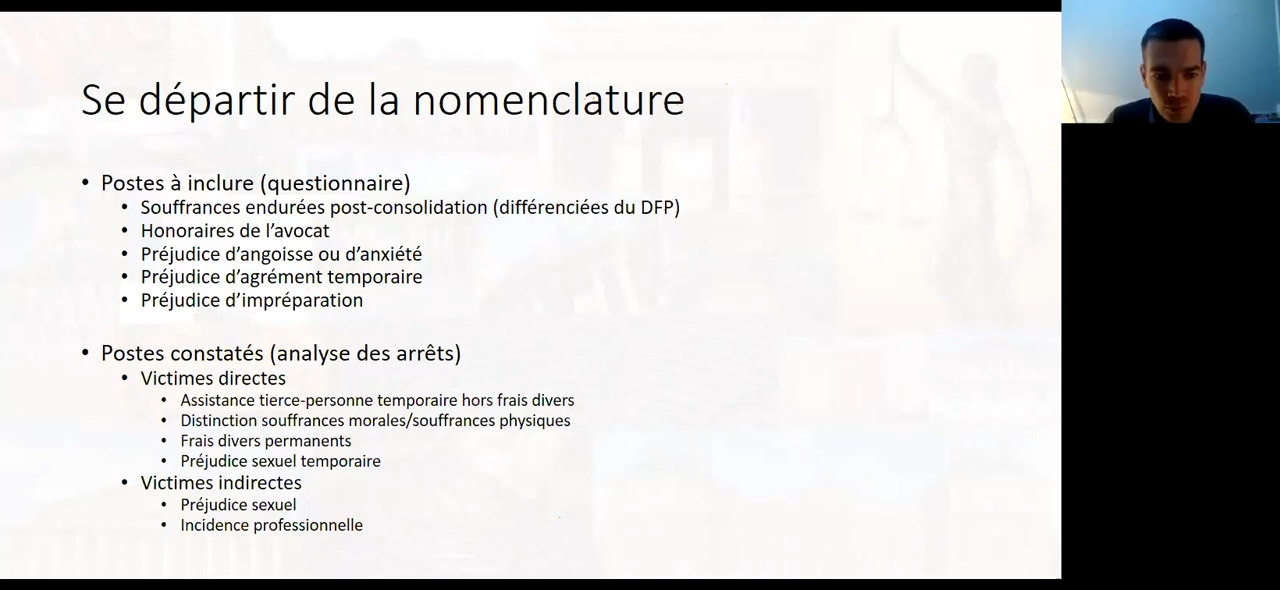 Se départir de la nomenclature
• Postes à inclure (questionnaire)
• Souffrances endurées post-consolidation (différenciées du DFP)
• Honoraires de l'avocat
• Préjudice d'angoisse ou d'anxiété
• Préjudice d'agrément temporaire
• Préjudice d'impréparation
• Postes constatés (analyse des arrêts)
• Victimes directes
• Assistance tierce-personne temporaire hors frais divers
• Distinction souffrances morales/souffrances physiques
• Frais divers permanents
• Préjudice sexuel temporaire
• Victimes indirectes
• Préjudice sexuel
• Incidence professionnelle